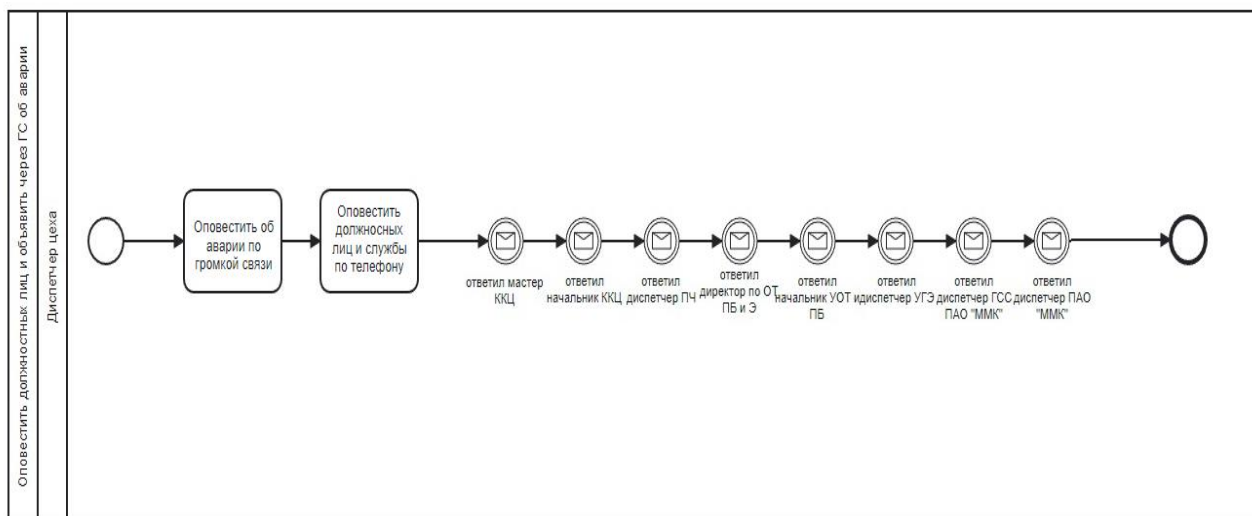 Оповестить должностных лиц и объявить через ГС об аварии
Диспетчер цеха
Оповестить об
аварии по
громкой связи
Оповестить
должносных
лиц и службы
по телефону
ответил мастер
ККЦ
ответил
начальник ККЦ
ответил
диспетчер ПЧ
ответил
директор по ОТ
ПБ и Э
ответил
начальник УОТ
ПБ
ответил
идиспетчер УГЭ
ответил
диспетчер ГСС
ПАО "ММК"
ответил
диспетчер ПАО
"ММК"